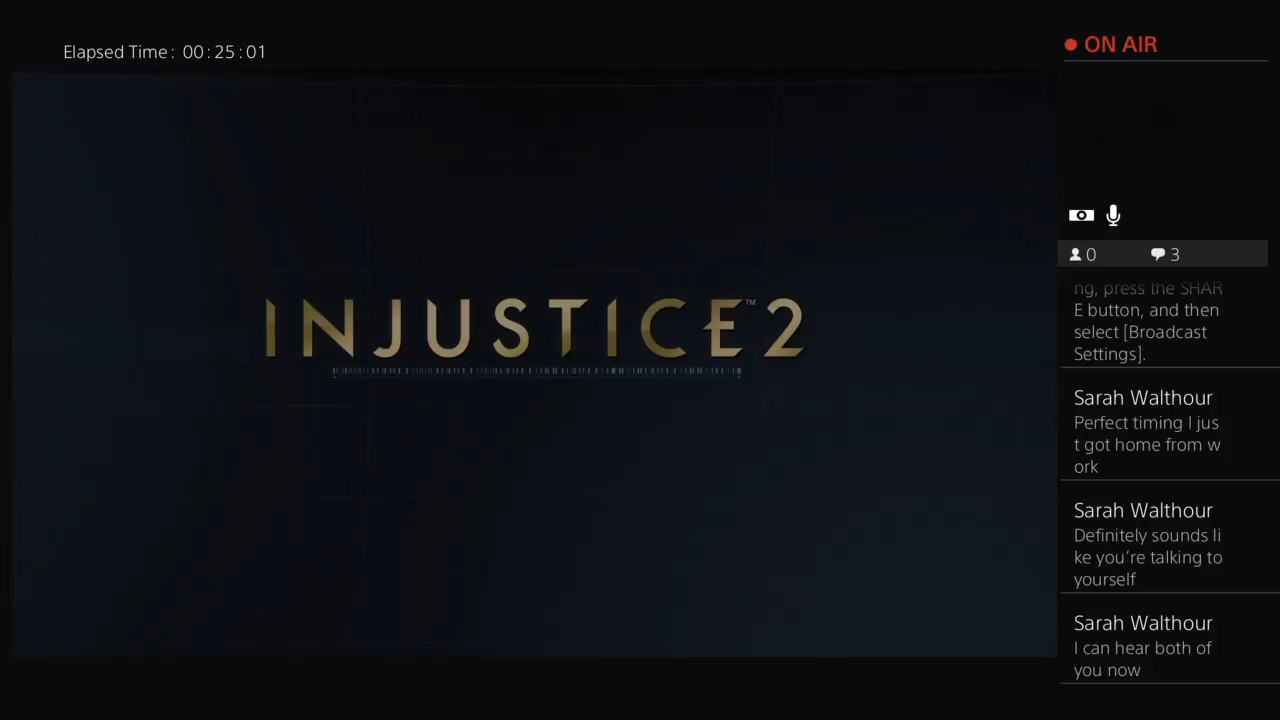 Elapsed Time: 00:25:01
ON AIR
INJUSTICE 2™
0 3
ng, press the SHAR
E button, and then
select [Broadcast
Settings].
Sarah Walthour
Perfect timing I jus
t got home from w
ork
Sarah Walthour
Definitely sounds li
ke you're talking to
yourself
Sarah Walthour
I can hear both of
you now